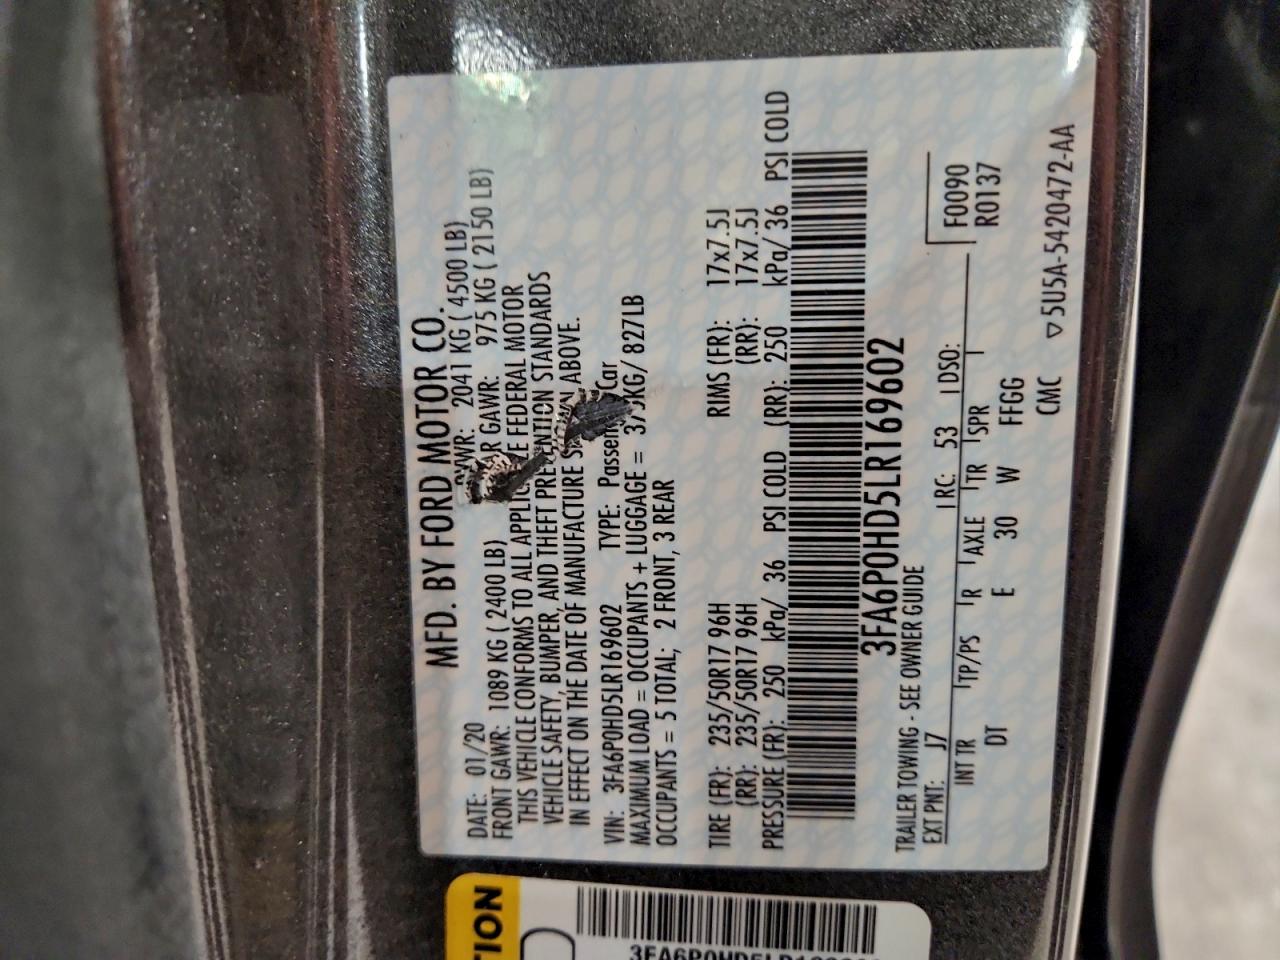 MFD. BY FORD MOTOR CO.
DATE: 01/20 GVWR: 2041 KG ( 4500 LB)
FRONT GAWR: 1089 KG ( 2400 LB) GAWR: 975 KG ( 2150 LB)
THIS VEHICLE CONFORMS TO ALL FEDERAL MOTOR
VEHICLE SAFETY, BUMPER, AND THEFT PREVENTION STANDARDS
IN EFFECT ON THE DATE OF MANUFACTURE ABOVE.
VIN: 3FA6P0HD5LR169602 TYPE: Passenger Car
MAXIMUM LOAD = OCCUPANTS + LUGGAGE = 375KG/ 827LB
OCCUPANTS = 5 TOTAL; 2 FRONT, 3 REAR
TIRE (FR): 235/50R17 96H RIMS (FR): 17x7.5J
(RR): 235/50R17 96H (RR): 17x7.5J
PRESSURE (FR): 250 kPa/ 36 PSI COLD (RR): 250 kPa/ 36 PSI COLD
3FA6P0HD5LR169602
TRAILER TOWING - SEE OWNER GUIDE
EXT PNT: J7 RC: 53 DSO: F0090
R0137
INT TR TP/PS R AXLE TR SPR
DT E 30 W FFGG
CMC ▽5U5A-5420472-AA
TION